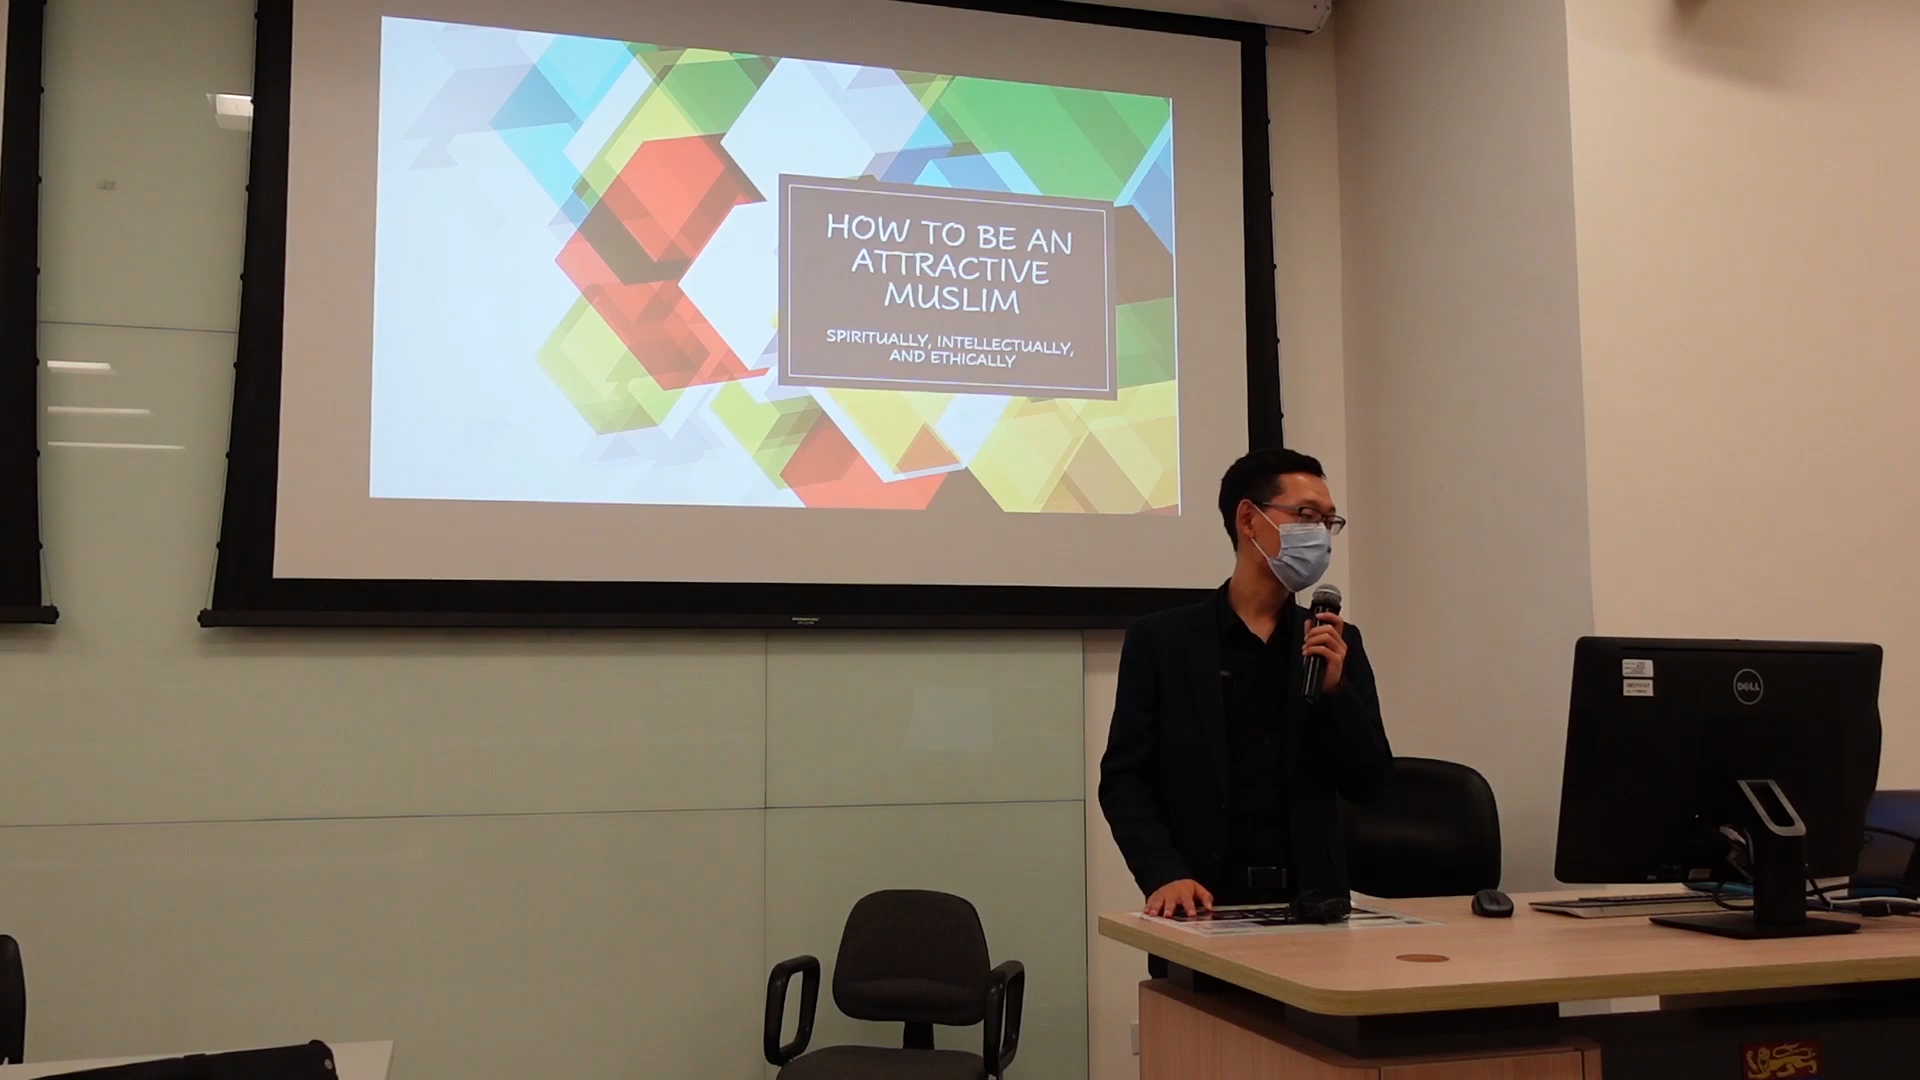 HOW TO BE AN
ATTRACTIVE
MUSLIM
SPIRITUALLY, INTELLECTUALLY,
AND ETHICALLY
DELL